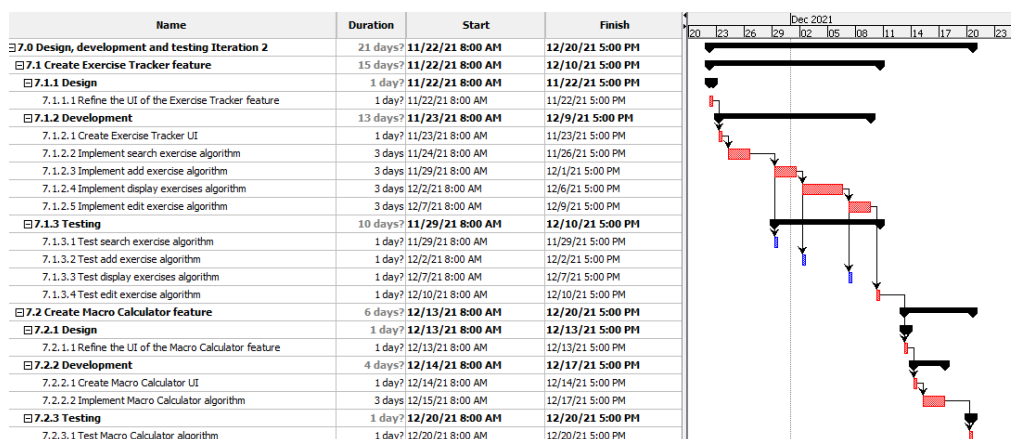 Name Duration Start Finish
Dec 2021
20 23 26 29 02 05 08 11 14 17 20 23
7.0 Design, development and testing Iteration 2 21 days? 11/22/21 8:00 AM 12/20/21 5:00 PM
7.1 Create Exercise Tracker feature 15 days? 11/22/21 8:00 AM 12/10/21 5:00 PM
7.1.1 Design 1 day? 11/22/21 8:00 AM 11/22/21 5:00 PM
7.1.1.1 Refine the UI of the Exercise Tracker feature 1 day? 11/22/21 8:00 AM 11/22/21 5:00 PM
7.1.2 Development 13 days? 11/23/21 8:00 AM 12/9/21 5:00 PM
7.1.2.1 Create Exercise Tracker UI 1 day? 11/23/21 8:00 AM 11/23/21 5:00 PM
7.1.2.2 Implement search exercise algorithm 3 days 11/24/21 8:00 AM 11/26/21 5:00 PM
7.1.2.3 Implement add exercise algorithm 3 days 11/29/21 8:00 AM 12/1/21 5:00 PM
7.1.2.4 Implement display exercises algorithm 3 days 12/2/21 8:00 AM 12/6/21 5:00 PM
7.1.2.5 Implement edit exercise algorithm 3 days 12/7/21 8:00 AM 12/9/21 5:00 PM
7.1.3 Testing 10 days? 11/29/21 8:00 AM 12/10/21 5:00 PM
7.1.3.1 Test search exercise algorithm 1 day? 11/29/21 8:00 AM 11/29/21 5:00 PM
7.1.3.2 Test add exercise algorithm 1 day? 12/2/21 8:00 AM 12/2/21 5:00 PM
7.1.3.3 Test display exercises algorithm 1 day? 12/7/21 8:00 AM 12/7/21 5:00 PM
7.1.3.4 Test edit exercise algorithm 1 day? 12/10/21 8:00 AM 12/10/21 5:00 PM
7.2 Create Macro Calculator feature 6 days? 12/13/21 8:00 AM 12/20/21 5:00 PM
7.2.1 Design 1 day? 12/13/21 8:00 AM 12/13/21 5:00 PM
7.2.1.1 Refine the UI of the Macro Calculator feature 1 day? 12/13/21 8:00 AM 12/13/21 5:00 PM
7.2.2 Development 4 days? 12/14/21 8:00 AM 12/17/21 5:00 PM
7.2.2.1 Create Macro Calculator UI 1 day? 12/14/21 8:00 AM 12/14/21 5:00 PM
7.2.2.2 Implement Macro Calculator algorithm 3 days 12/15/21 8:00 AM 12/17/21 5:00 PM
7.2.3 Testing 1 day? 12/20/21 8:00 AM 12/20/21 5:00 PM
7.2.3.1 Test Macro Calculator algorithm 1 day? 12/20/21 8:00 AM 12/20/21 5:00 PM